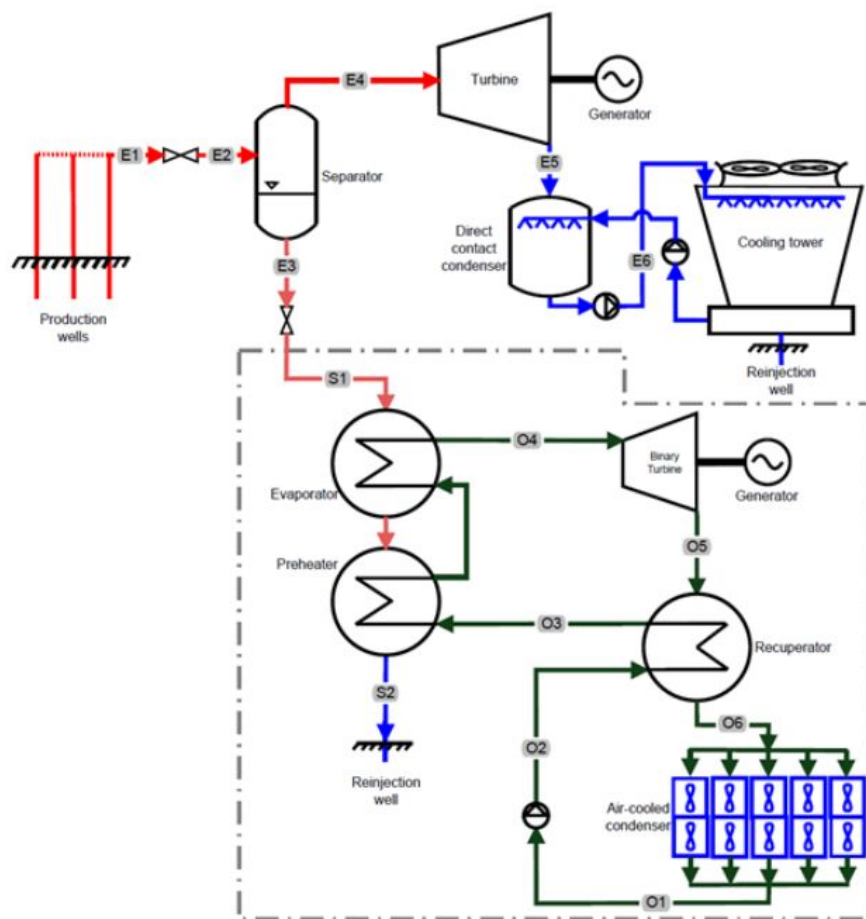 E4
Turbine
Generator
E1
E2
Separator
E5
Direct
contact
condenser
E6
Cooling tower
E3
Production
wells
Reinjection
well
S1
O4
Binary
Turbine
Evaporator
Generator
Preheater
O5
O3
Recuperator
S2
O6
O2
Reinjection
well
Air-cooled
condenser
O1